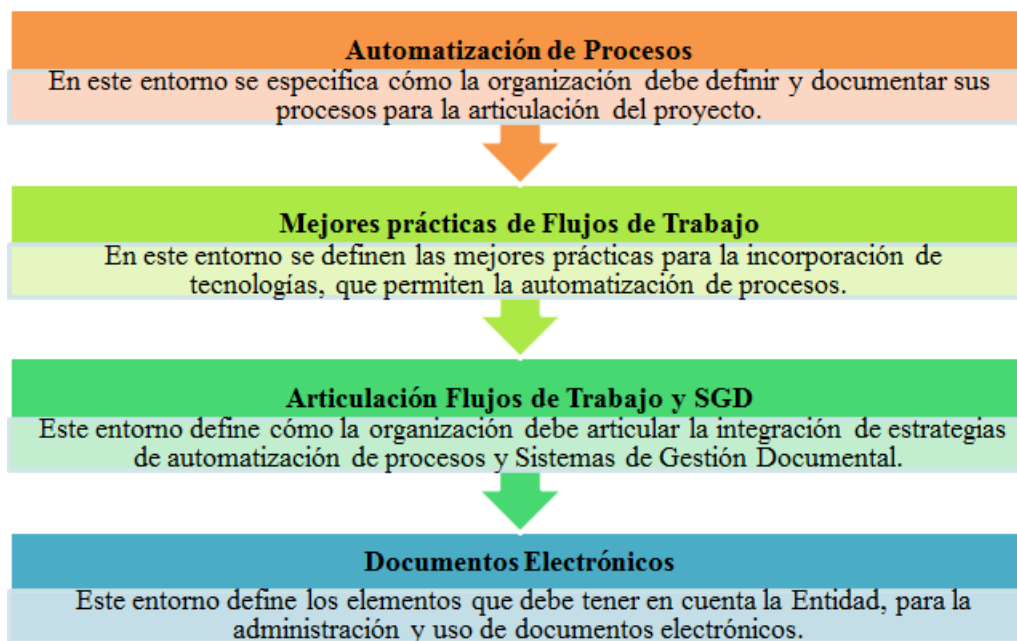 Automatización de Procesos
En este entorno se especifica cómo la organización debe definir y documentar sus
procesos para la articulación del proyecto.
Mejores prácticas de Flujos de Trabajo
En este entorno se definen las mejores prácticas para la incorporación de
tecnologías, que permiten la automatización de procesos.
Articulación Flujos de Trabajo y SGD
Este entorno define cómo la organización debe articular la integración de estrategias
de automatización de procesos y Sistemas de Gestión Documental.
Documentos Electrónicos
Este entorno define los elementos que debe tener en cuenta la Entidad, para la
administración y uso de documentos electrónicos.